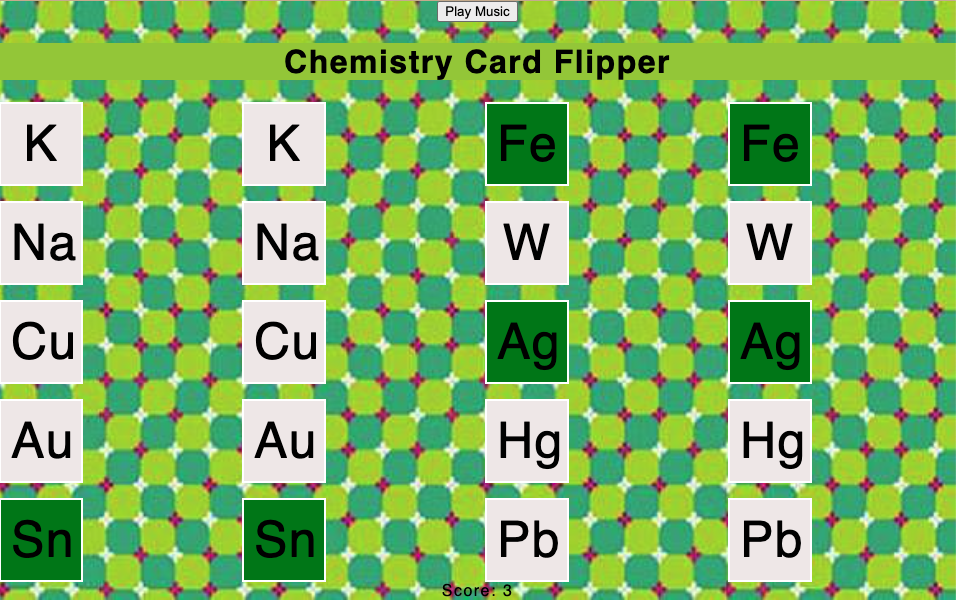 Play Music
Chemistry Card Flipper
K K Fe Fe
Na Na W W
Cu Cu Ag Ag
Au Au Hg Hg
Sn Sn Pb Pb
Score: 3